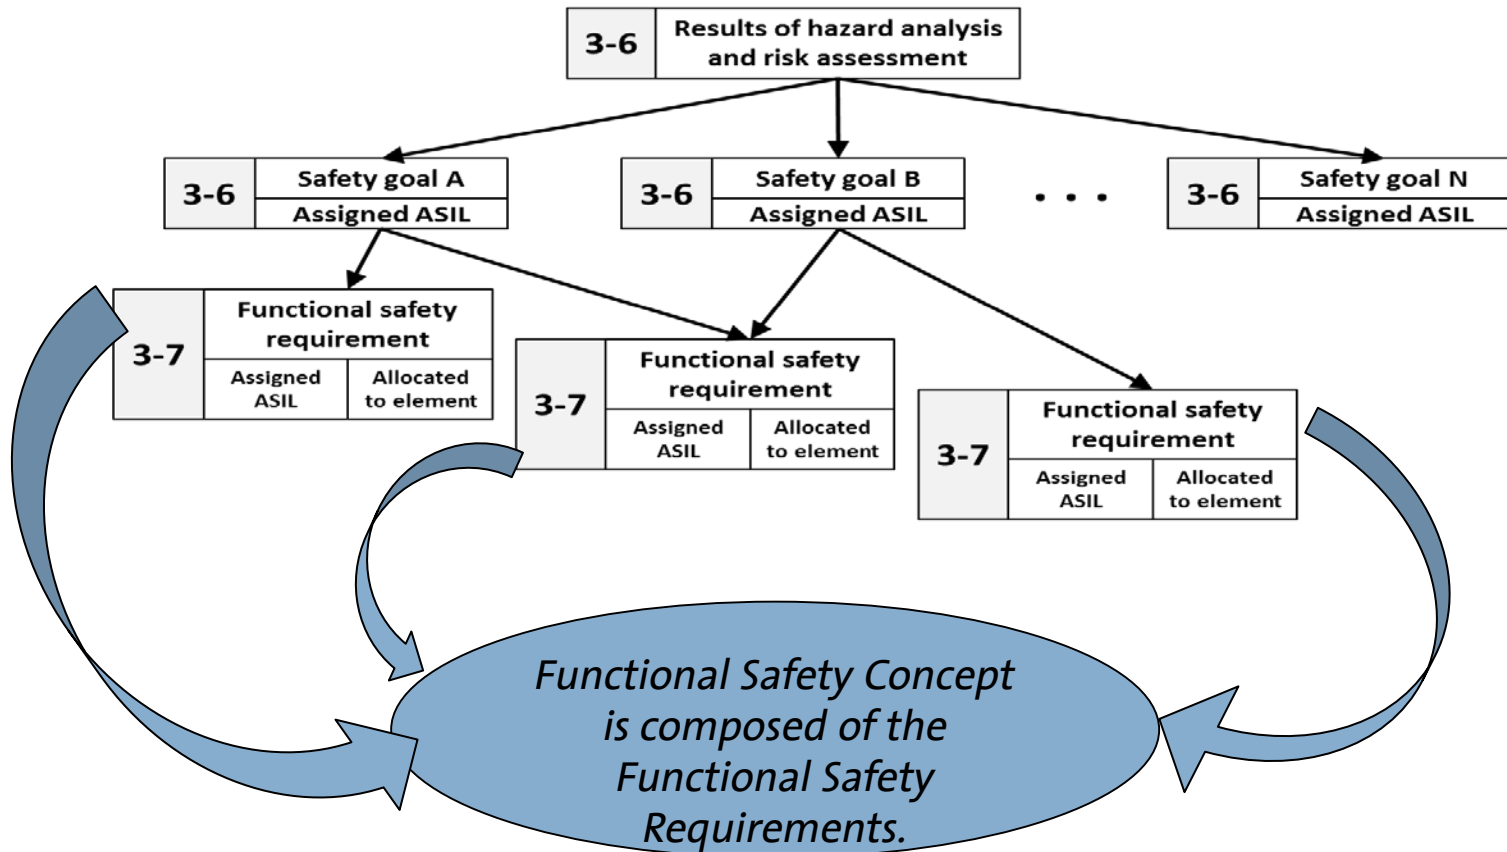 3-6
Results of hazard analysis
and risk assessment
3-6
Safety goal A
Assigned ASIL
3-6
Safety goal B
Assigned ASIL
. . .
3-6
Safety goal N
Assigned ASIL
3-7
Functional safety
requirement
Assigned
ASIL
Allocated
to element
3-7
Functional safety
requirement
Assigned
ASIL
Allocated
to element
3-7
Functional safety
requirement
Assigned
ASIL
Allocated
to element
Functional Safety Concept
is composed of the
Functional Safety
Requirements.